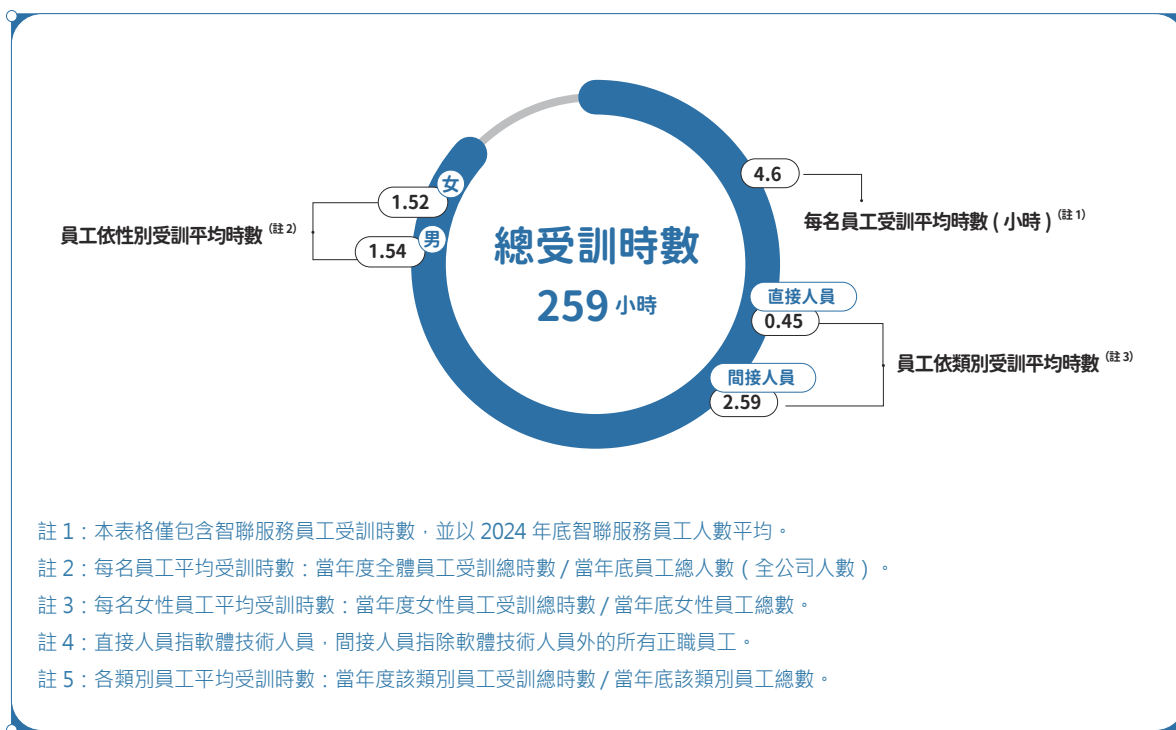 總受訓時數
259 小時
4.6
每名員工受訓平均時數 ( 小時 ) (註 1)
女
1.52
男
1.54
員工依性別受訓平均時數 (註 2)
直接人員
0.45
間接人員
2.59
員工依類別受訓平均時數 (註 3)
註 1：本表格僅包含智聯服務員工受訓時數，並以 2024 年底智聯服務員工人數平均。
註 2：每名員工平均受訓時數：當年度全體員工受訓總時數 / 當年底員工總人數 ( 全公司人數 ) 。
註 3：每名女性員工平均受訓時數：當年度女性員工受訓總時數 / 當年底女性員工總數。
註 4：直接人員指軟體技術人員，間接人員指除軟體技術人員外的所有正職員工。
註 5：各類別員工平均受訓時數：當年度該類別員工受訓總時數 / 當年底該類別員工總數。